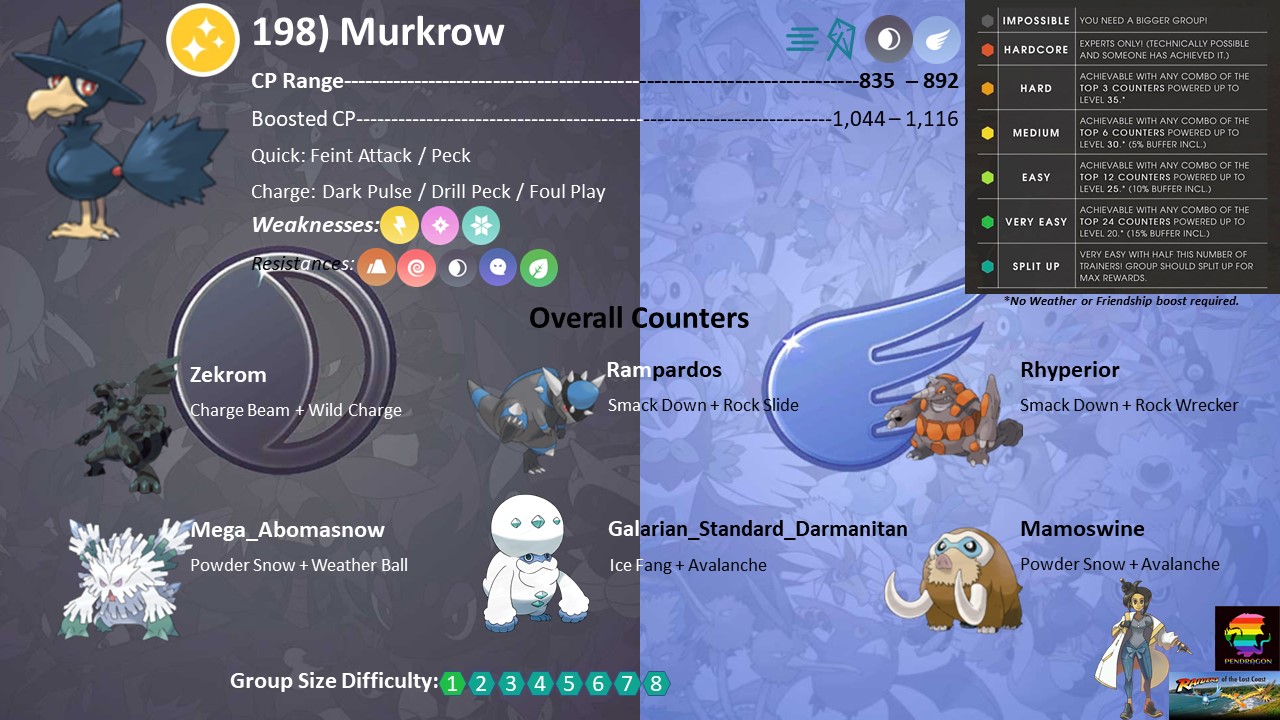 198) Murkrow
CP Range------------------------------------------------------------------------835 – 892
Boosted CP--------------------------------------------------------------------1,044 – 1,116
Quick: Feint Attack / Peck
Charge: Dark Pulse / Drill Peck / Foul Play
Weaknesses:
Resistances:
IMPOSSIBLE YOU NEED A BIGGER GROUP!
HARDCORE EXPERTS ONLY! (TECHNICALLY POSSIBLE
AND SOMEONE HAS ACHIEVED IT.)
HARD ACHIEVABLE WITH ANY COMBO OF THE
TOP 3 COUNTERS POWERED UP TO
LEVEL 35.*
MEDIUM ACHIEVABLE WITH ANY COMBO OF THE
TOP 6 COUNTERS POWERED UP TO
LEVEL 30.* (5% BUFFER INCL.)
EASY ACHIEVABLE WITH ANY COMBO OF THE
TOP 12 COUNTERS POWERED UP TO
LEVEL 25.* (10% BUFFER INCL.)
VERY EASY ACHIEVABLE WITH ANY COMBO OF THE
TOP 24 COUNTERS POWERED UP TO
LEVEL 20.* (15% BUFFER INCL.)
SPLIT UP VERY EASY WITH HALF THIS NUMBER OF
TRAINERS! GROUP SHOULD SPLIT UP FOR
MAX REWARDS.
*No Weather or Friendship boost required.
Overall Counters
Zekrom
Charge Beam + Wild Charge
Rampardos
Smack Down + Rock Slide
Rhyperior
Smack Down + Rock Wrecker
Mega_Abomasnow
Powder Snow + Weather Ball
Galarian_Standard_Darmanitan
Ice Fang + Avalanche
Mamoswine
Powder Snow + Avalanche
Group Size Difficulty: 1 2 3 4 5 6 7 8
PENDRAGON
RAIDERS of the Lost Coast